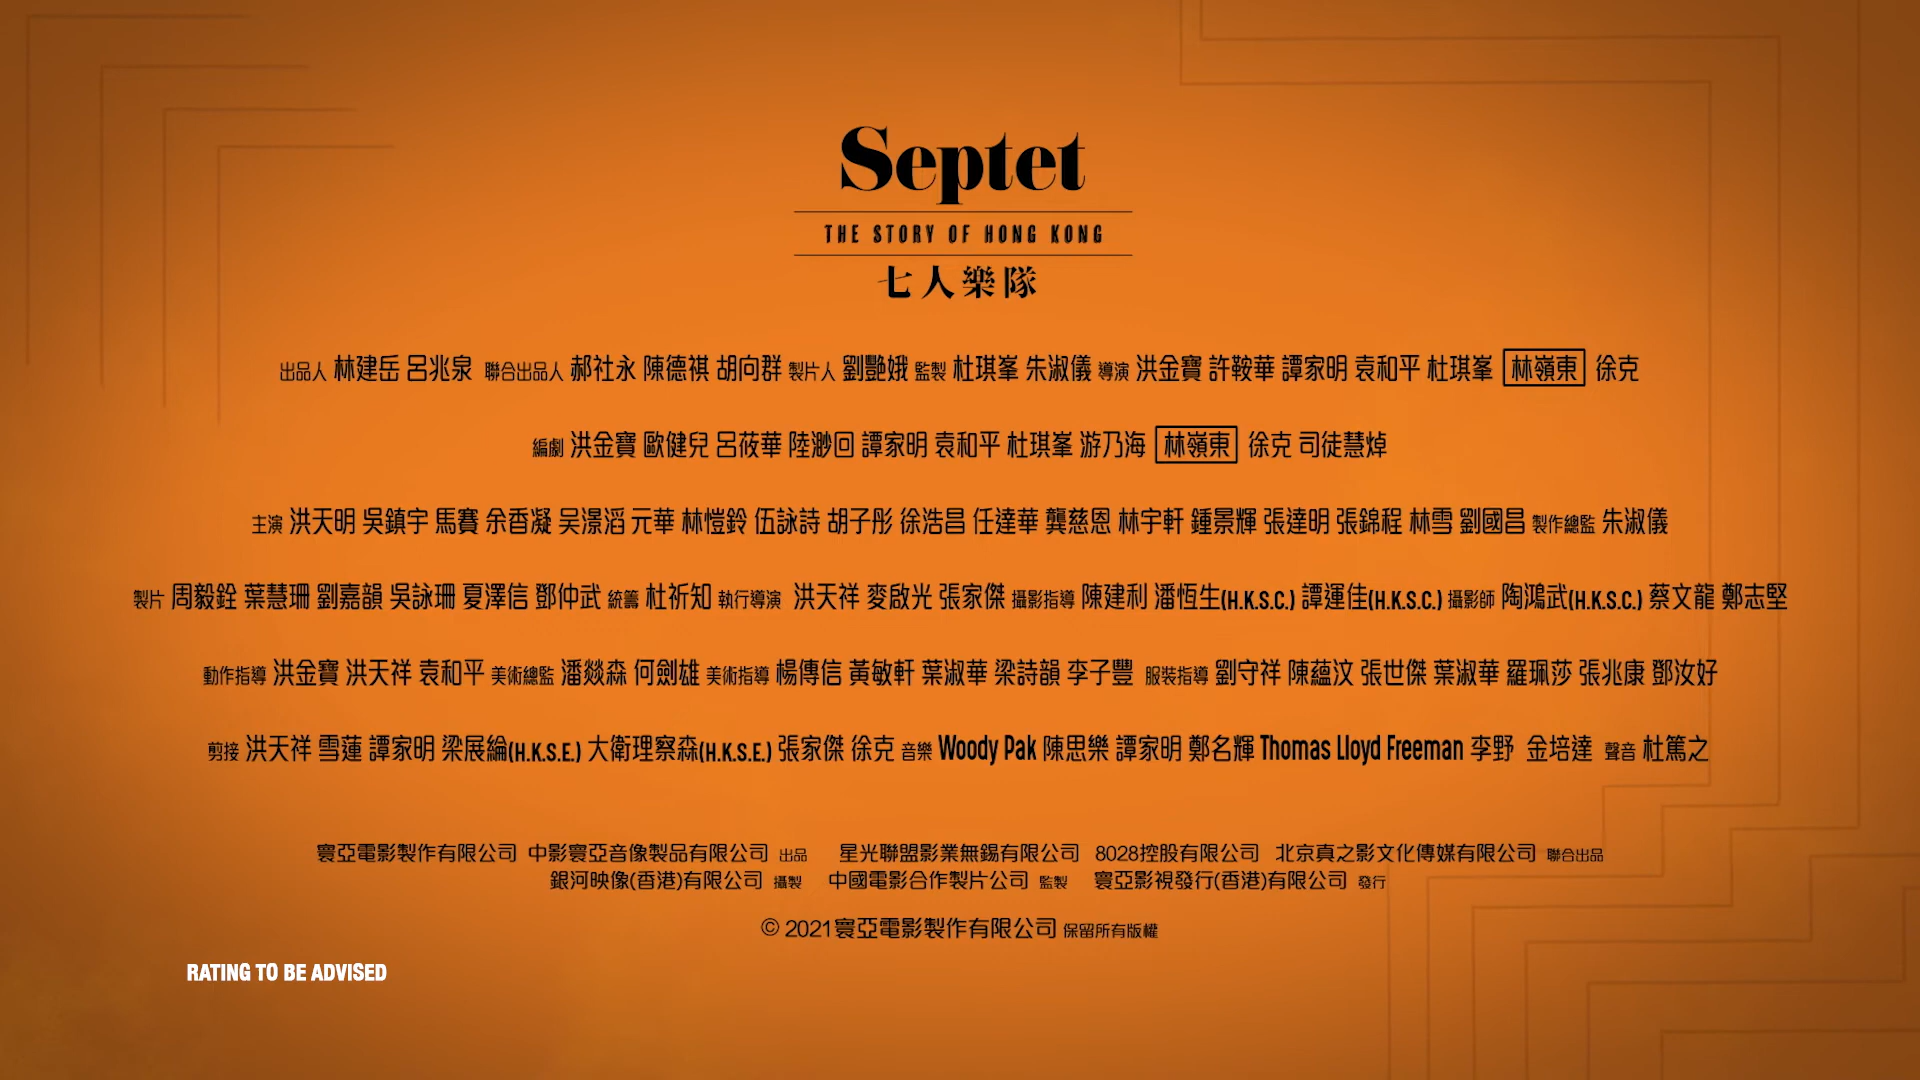 Septet
THE STORY OF HONG KONG
七人樂隊
出品人 林建岳 呂兆泉 聯合出品人 郝社永 陳德祺 胡向群 製片人 劉艷娥 監製 杜琪峯 朱淑儀 導演 洪金寶 許鞍華 譚家明 袁和平 杜琪峯 林嶺東 徐克
編劇 洪金寶 歐健兒 呂筱華 陸渺回 譚家明 袁和平 杜琪峯 游乃海 林嶺東 徐克 司徒慧焯
主演 洪天明 吳鎮宇 馬賽 余香凝 吴澋滔 元華 林愷鈴 伍詠詩 胡子彤 徐浩昌 任達華 龔慈恩 林宇軒 鍾景輝 張達明 張錦程 林雪 劉國昌 製作總監 朱淑儀
製片 周毅銓 葉慧珊 劉嘉韻 吳詠珊 夏澤信 鄧仲武 統籌 杜祈知 執行導演 洪天祥 麥啟光 張家傑 攝影指導 陳建利 潘恆生(H.K.S.C.) 譚運佳(H.K.S.C.) 攝影師 陶鴻武(H.K.S.C.) 蔡文龍 鄭志堅
動作指導 洪金寶 洪天祥 袁和平 美術總監 潘燚森 何劍雄 美術指導 楊傳信 黃敏軒 葉淑華 梁詩韻 李子豐 服裝指導 劉守祥 陳蘊汶 張世傑 葉淑華 羅珮莎 張兆康 鄧汝好
剪接 洪天祥 雪蓮 譚家明 梁展綸(H.K.S.E.) 大衛理察森(H.K.S.E.) 張家傑 徐克 音樂 Woody Pak 陳思樂 譚家明 鄭名輝 Thomas Lloyd Freeman 李野 金培達 聲音 杜篤之
寰亞電影製作有限公司 中影寰亞音像製品有限公司 出品 星光聯盟影業無錫有限公司 8028控股有限公司 北京真之影文化傳媒有限公司 聯合出品
銀河映像(香港)有限公司 攝製 中國電影合作製片公司 監製 寰亞影視發行(香港)有限公司 發行
© 2021寰亞電影製作有限公司 保留所有版權
RATING TO BE ADVISED